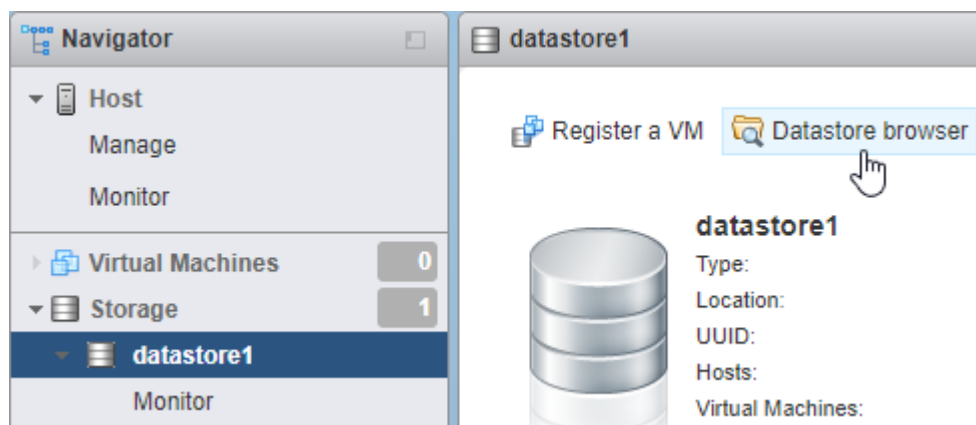 Navigator
Host
Manage
Monitor
Virtual Machines 0
Storage 1
datastore1
Monitor
datastore1
Register a VM Datastore browser
datastore1
Type:
Location:
UUID:
Hosts:
Virtual Machines: